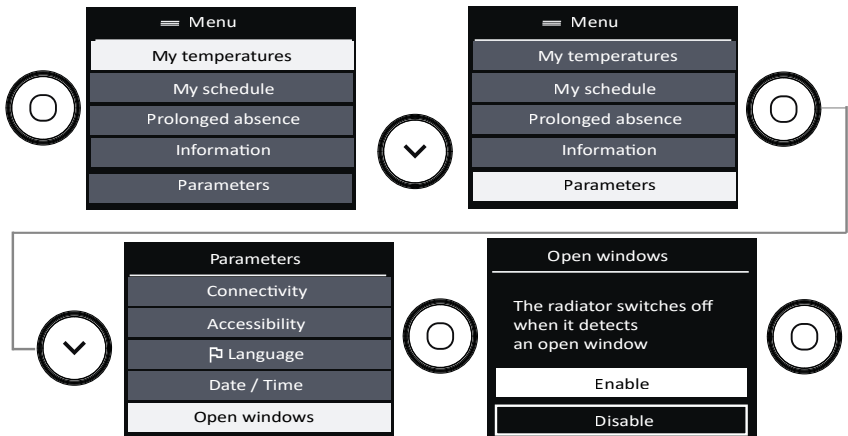 Menu
My temperatures
My schedule
Prolonged absence
Information
Parameters
Menu
My temperatures
My schedule
Prolonged absence
Information
Parameters
Parameters
Connectivity
Accessibility
Language
Date / Time
Open windows
Open windows
The radiator switches off
when it detects
an open window
Enable
Disable